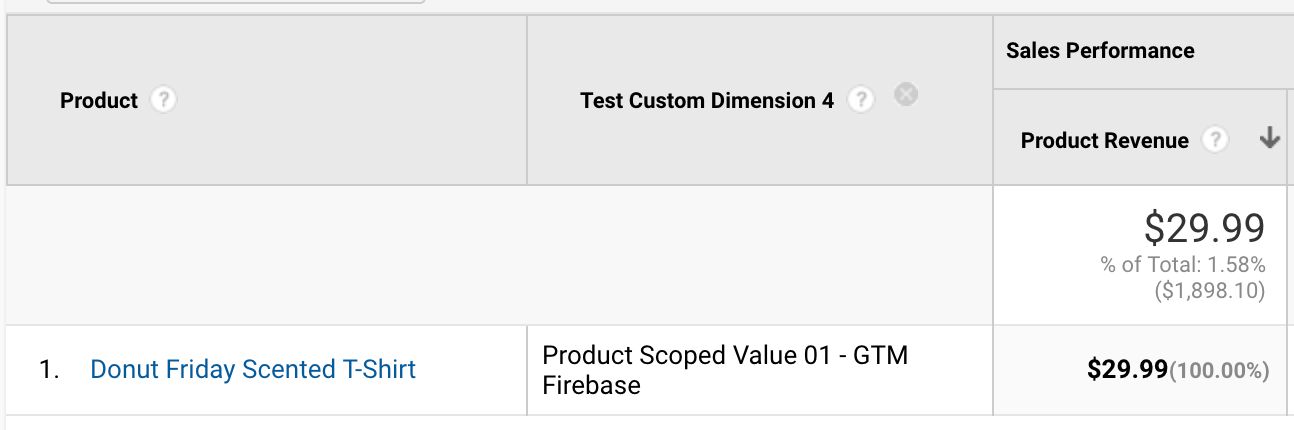 Product ?
Test Custom Dimension 4 ?
Sales Performance
Product Revenue ?
$29.99
% of Total: 1.58%
($1,898.10)
1. Donut Friday Scented T-Shirt
Product Scoped Value 01 - GTM
Firebase
$29.99(100.00%)